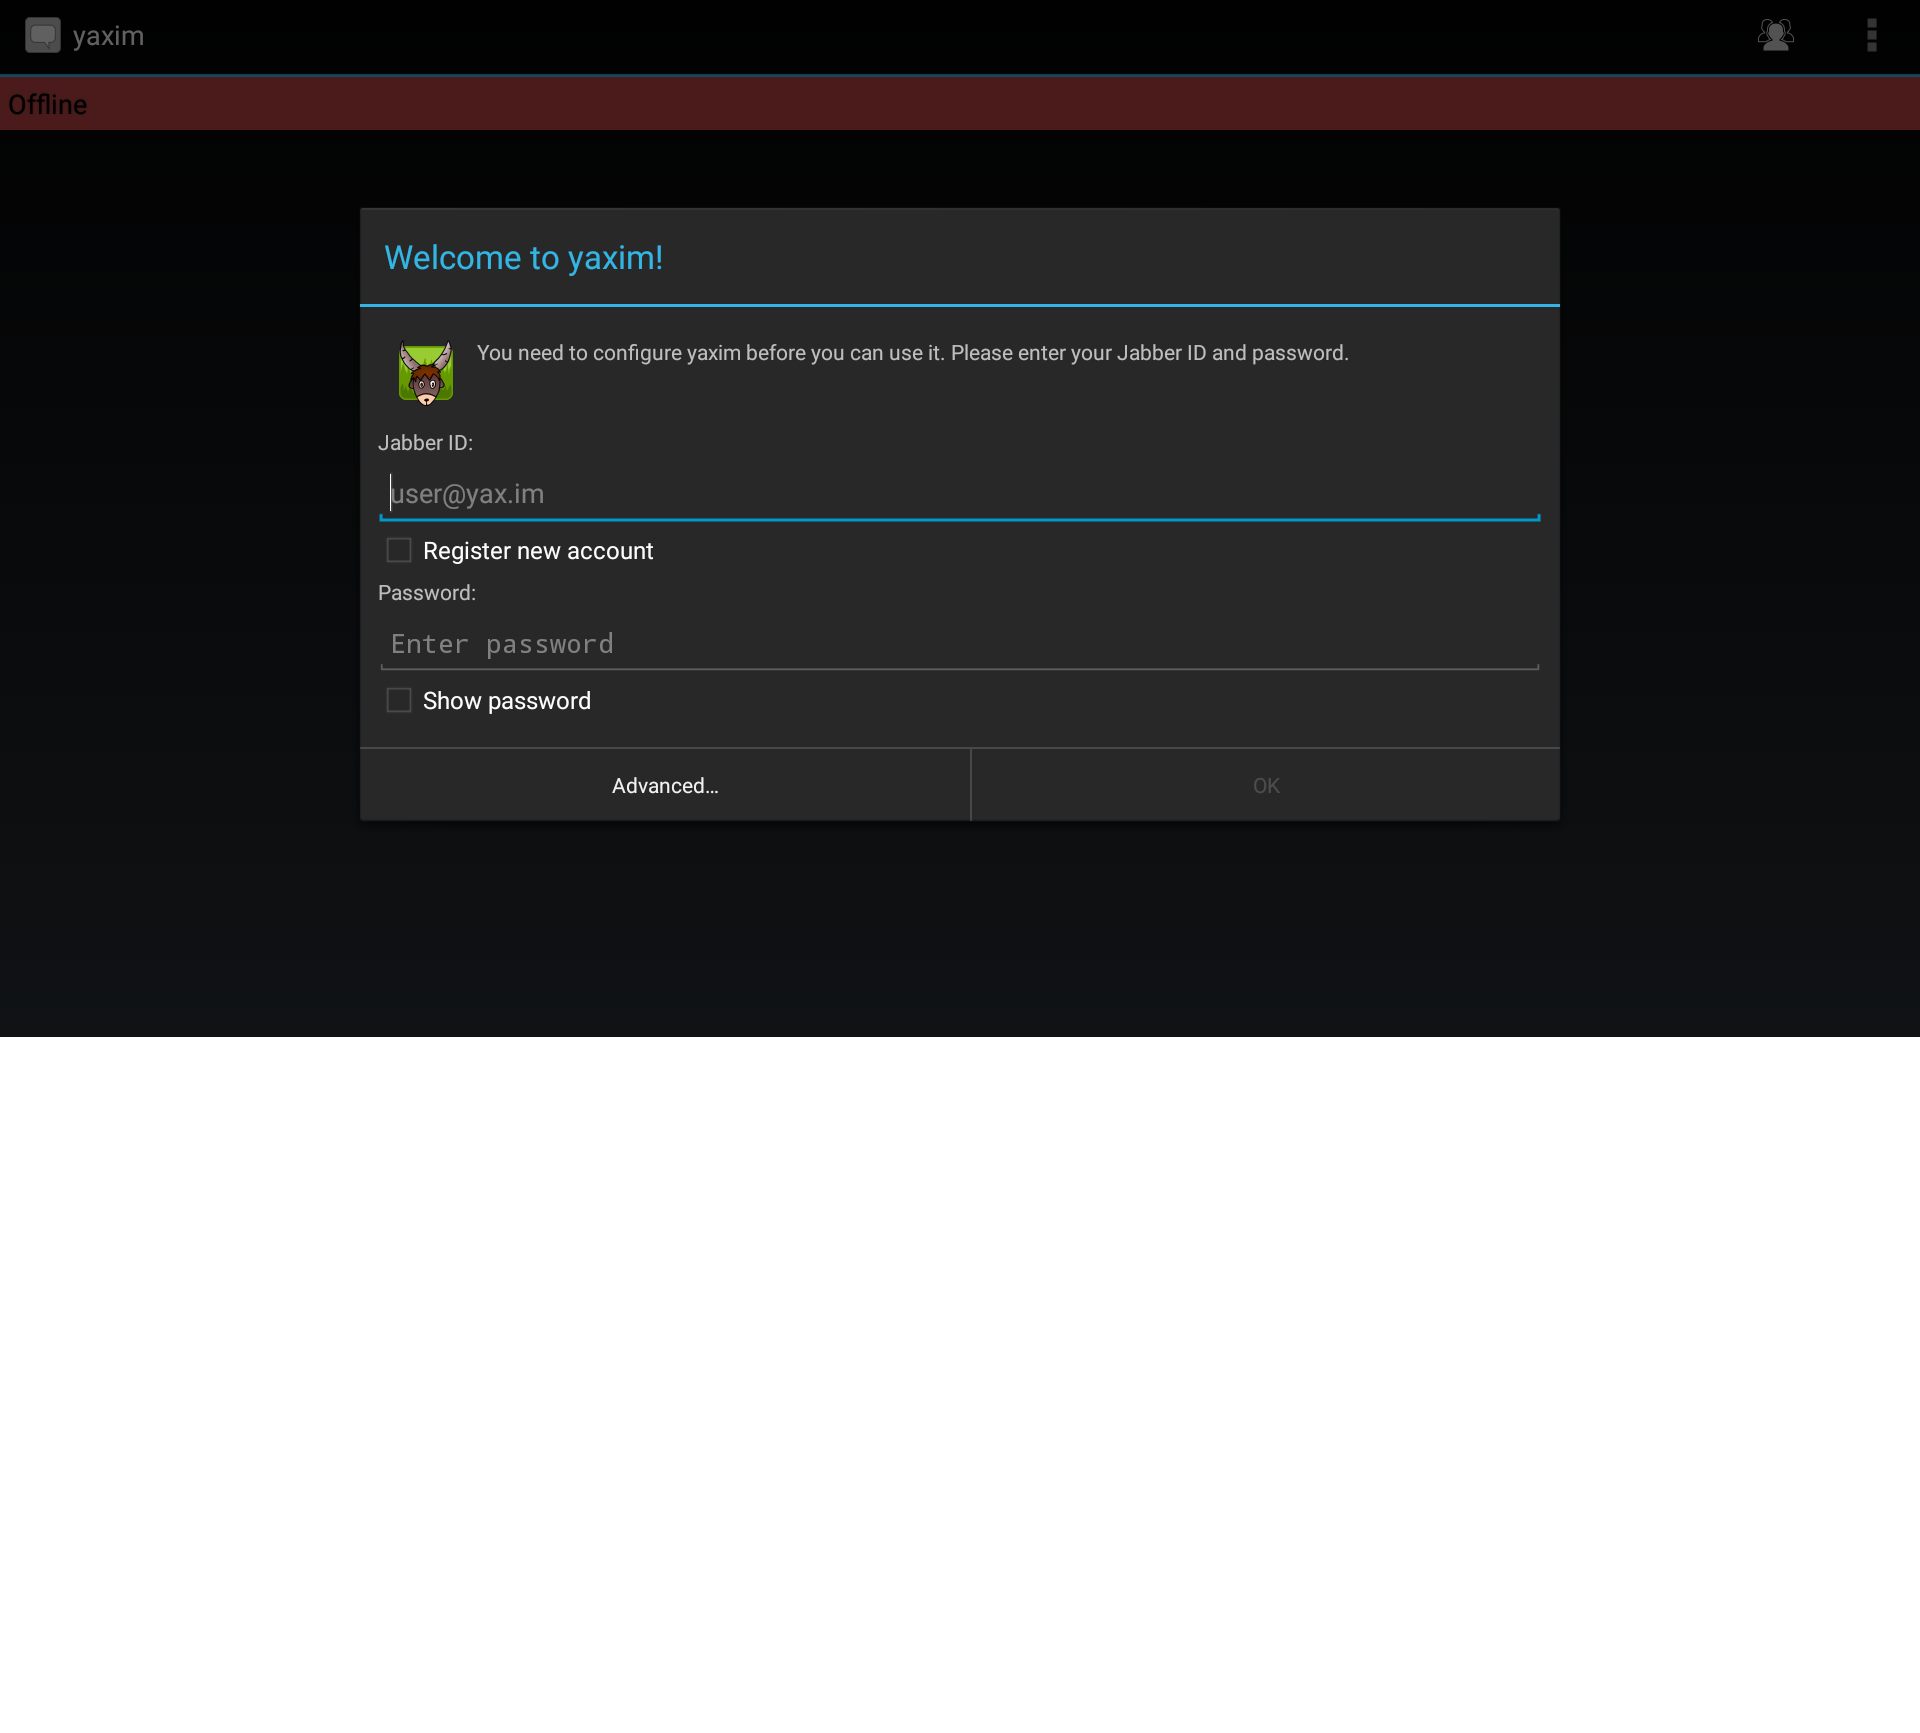 yaxim
Offline
Welcome to yaxim!
You need to configure yaxim before you can use it. Please enter your Jabber ID and password.
Jabber ID:
user@yax.im
Register new account
Password:
Enter password
Show password
Advanced...
OK